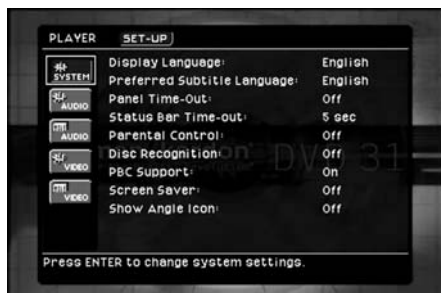 PLAYER SET-UP
SYSTEM
AUDIO
AUDIO
VIDEO
VIDEO
Display Language: English
Preferred Subtitle Language: English
Panel Time-Out: Off
Status Bar Time-out: 5 sec
Parental Control: Off
Disc Recognition: Off
PBC Support: On
Screen Saver: Off
Show Angle Icon: Off
DVD 31
Press ENTER to change system settings.